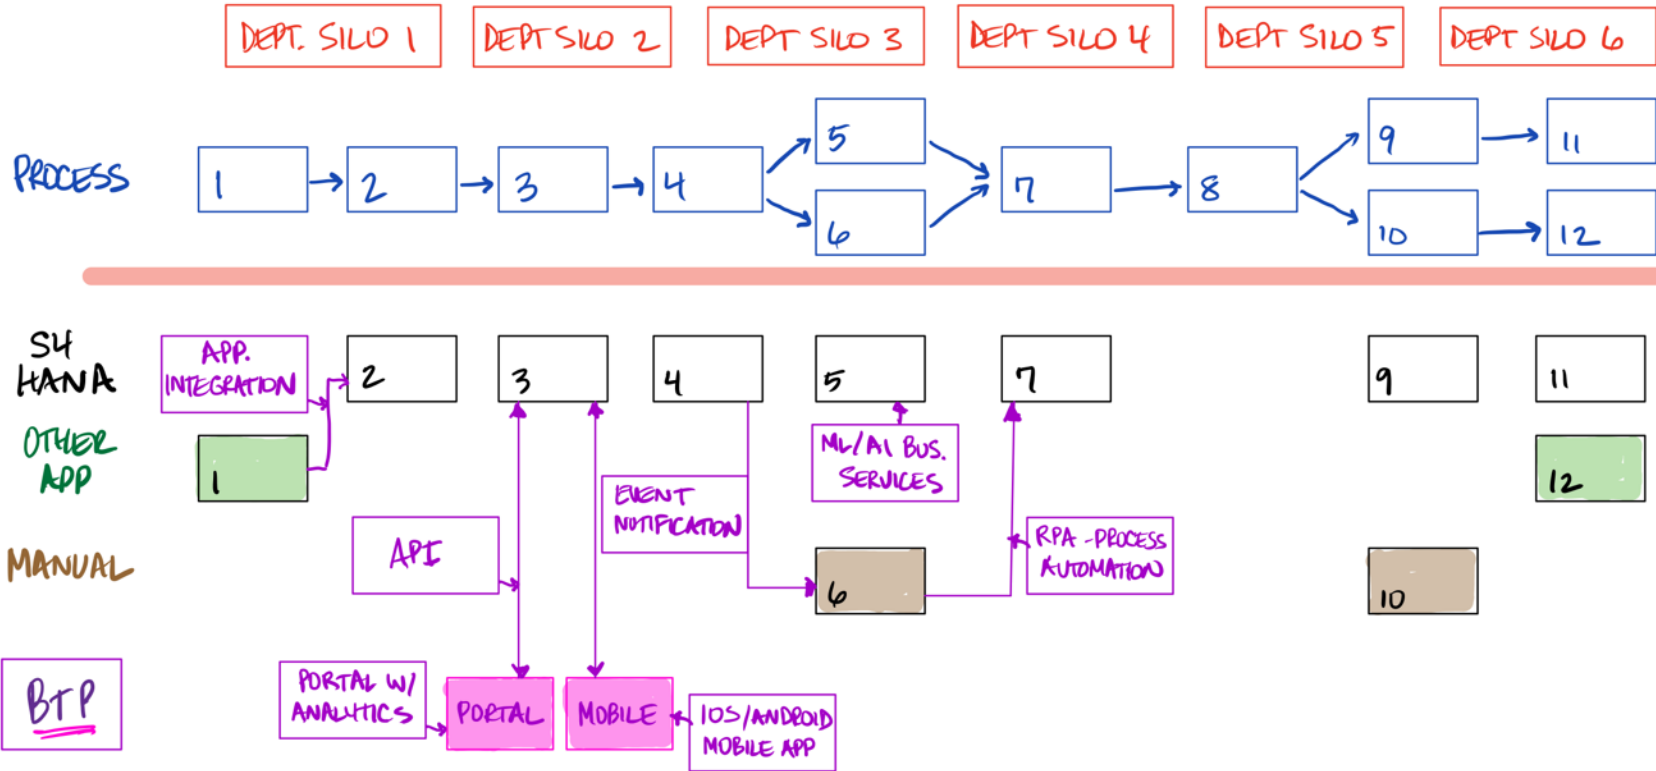 DEPT. SILO 1
DEPT SILO 2
DEPT SILO 3
DEPT SILO 4
DEPT SILO 5
DEPT SILO 6
PROCESS
1
2
3
4
5
6
7
8
9
10
11
12
S4
HANA
APP.
INTEGRATION
2
3
4
5
7
9
11
OTHER
APP
1
ML/AI BUS.
SERVICES
12
EVENT
NOTIFICATION
API
RPA - PROCESS
AUTOMATION
MANUAL
6
10
BTP
PORTAL W/
ANALYTICS
PORTAL
MOBILE
IOS/ANDROID
MOBILE APP